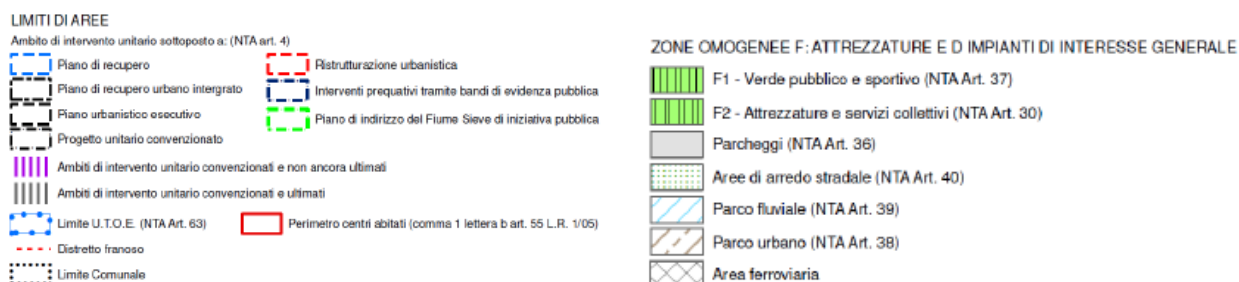 LIMITI DI AREE
Ambito di intervento unitario sottoposto a: (NTA art. 4)
Piano di recupero
Piano di recupero urbano intergrato
Piano urbanistico esecutivo
Progetto unitario convenzionato
Ristrutturazione urbanistica
Interventi prequativi tramite bandi di evidenza pubblica
Piano di indirizzo del Fiume Sieve di iniziativa pubblica
Ambiti di intervento unitario convenzionati e non ancora ultimati
Ambiti di intervento unitario convenzionati e ultimati
Limite U.T.O.E. (NTA Art. 63)
Perimetro centri abitati (comma 1 lettera b art. 55 L.R. 1/05)
Distretto franoso
Limite Comunale
ZONE OMOGENEE F: ATTREZZATURE E D IMPIANTI DI INTERESSE GENERALE
F1 - Verde pubblico e sportivo (NTA Art. 37)
F2 - Attrezzature e servizi collettivi (NTA Art. 30)
Parcheggi (NTA Art. 36)
Aree di arredo stradale (NTA Art. 40)
Parco fluviale (NTA Art. 39)
Parco urbano (NTA Art. 38)
Area ferroviaria